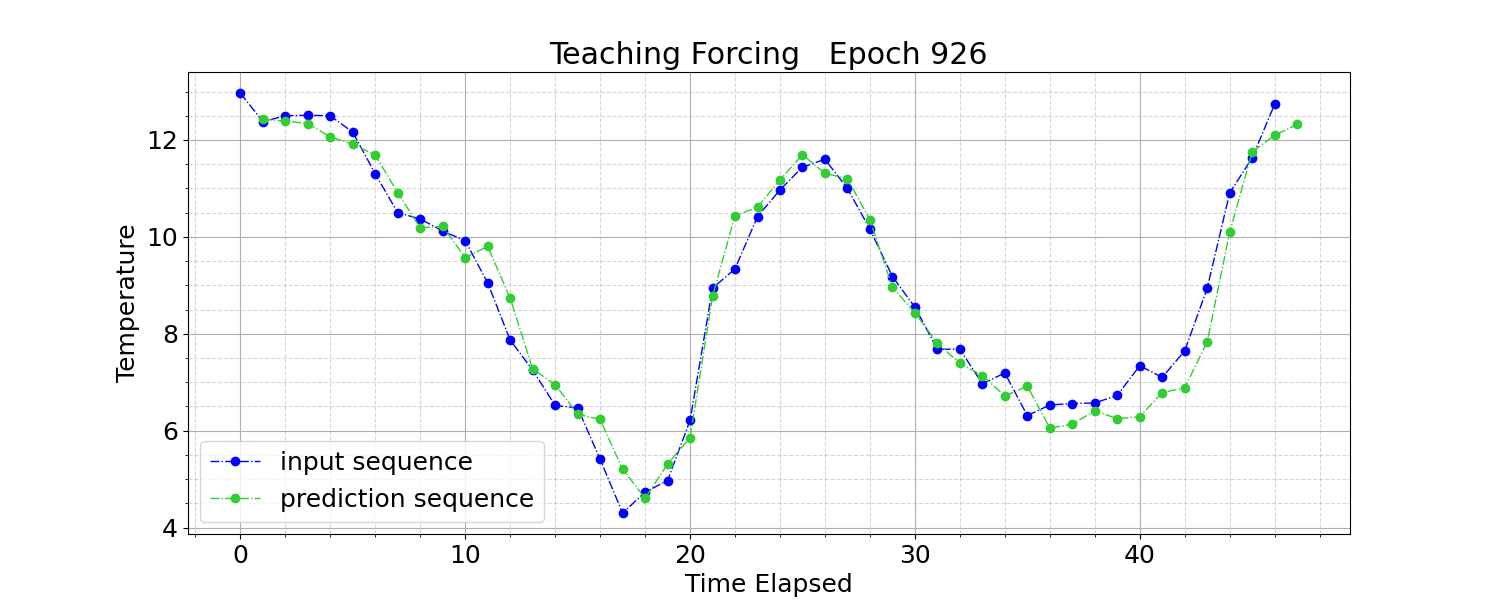 Teaching Forcing   Epoch 926
12
10
8
6
4
Temperature
input sequence
prediction sequence
0 10 20 30 40
Time Elapsed